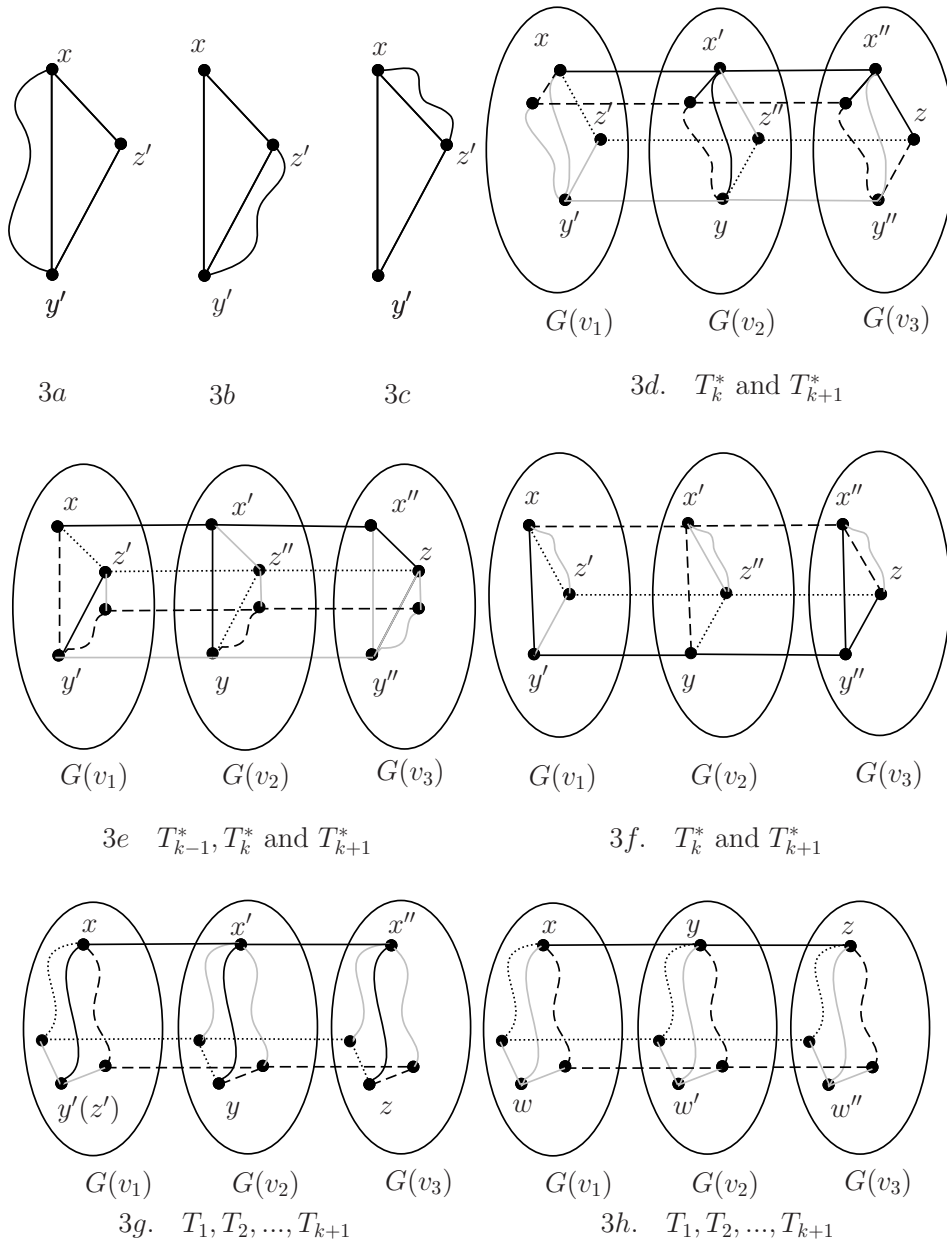 x x x x x′ x″
z′ z′ z′ z′ z″ z
y′ y′ y′ y′ y y″
G(v₁) G(v₂) G(v₃)
3a 3b 3c 3d. T*ₖ and T*ₖ₊₁
x x′ x″ x x′ x″
z′ z″ z z′ z″ z
y′ y y″ y′ y y″
G(v₁) G(v₂) G(v₃) G(v₁) G(v₂) G(v₃)
3e T*ₖ₋₁, T*ₖ and T*ₖ₊₁ 3f. T*ₖ and T*ₖ₊₁
x x′ x″ x y z
y′(z′) y z w w′ w″
G(v₁) G(v₂) G(v₃) G(v₁) G(v₂) G(v₃)
3g. T₁, T₂, ..., Tₖ₊₁ 3h. T₁, T₂, ..., Tₖ₊₁